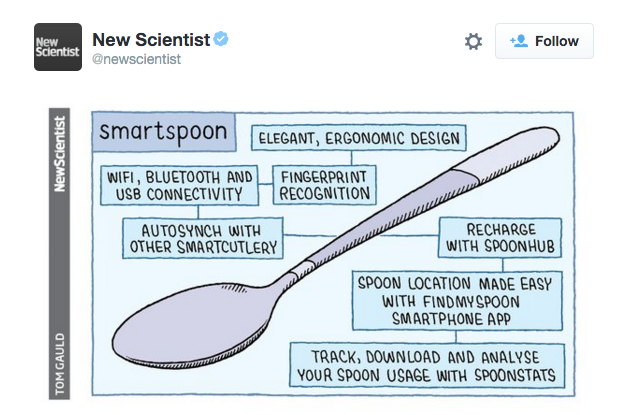 New
Scientist
New Scientist
@newscientist
Follow
NewScientist
TOM GAULD
smartspoon
ELEGANT, ERGONOMIC DESIGN
WIFI, BLUETOOTH AND
USB CONNECTIVITY
FINGERPRINT
RECOGNITION
AUTOSYNCH WITH
OTHER SMARTCUTLERY
RECHARGE
WITH SPOONHUB
SPOON LOCATION MADE EASY
WITH FINDMYSPOON
SMARTPHONE APP
TRACK, DOWNLOAD AND ANALYSE
YOUR SPOON USAGE WITH SPOONSTATS